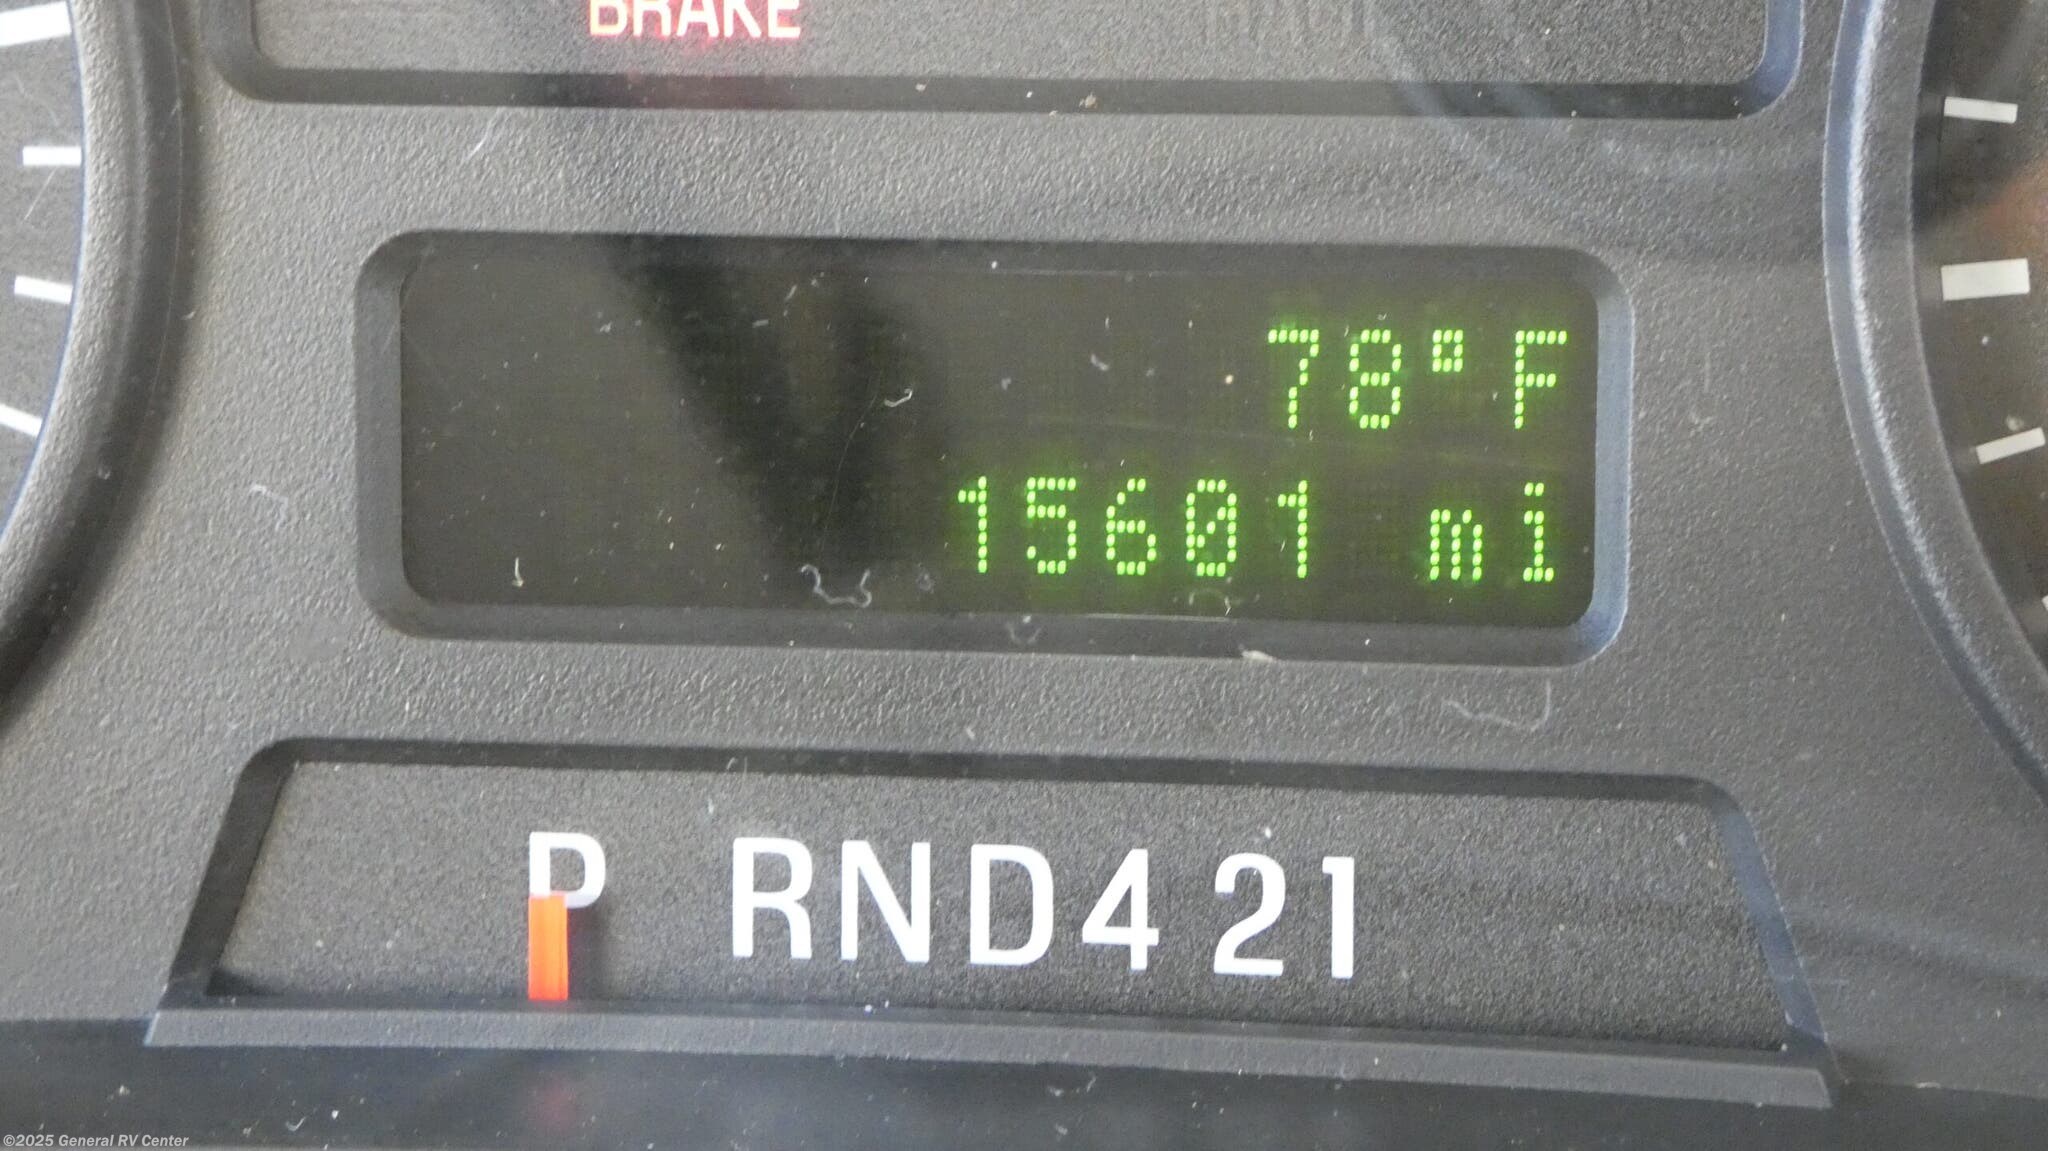 BRAKE
78°F
15601 mi
P RND421
©2025 General RV Center